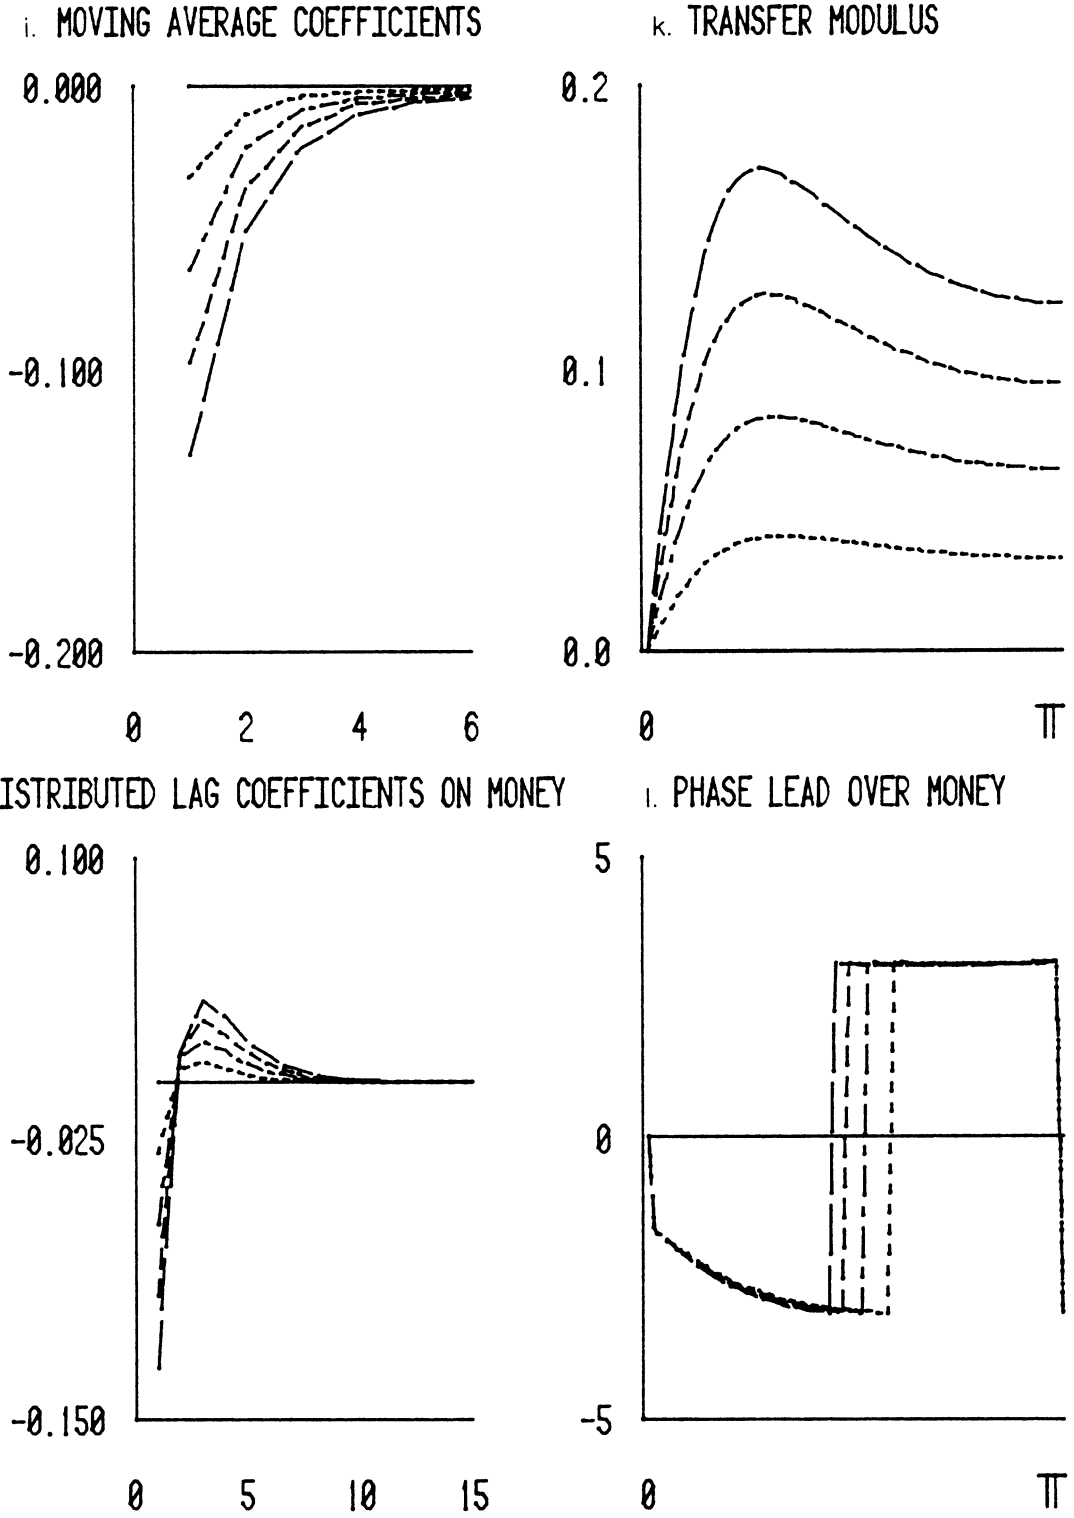 i. MOVING AVERAGE COEFFICIENTS
0.000
-0.100
-0.200
0 2 4 6
k. TRANSFER MODULUS
0.2
0.1
0.0
0 π
ISTRIBUTED LAG COEFFICIENTS ON MONEY
0.100
-0.025
-0.150
0 5 10 15
l. PHASE LEAD OVER MONEY
5
0
-5
0 π